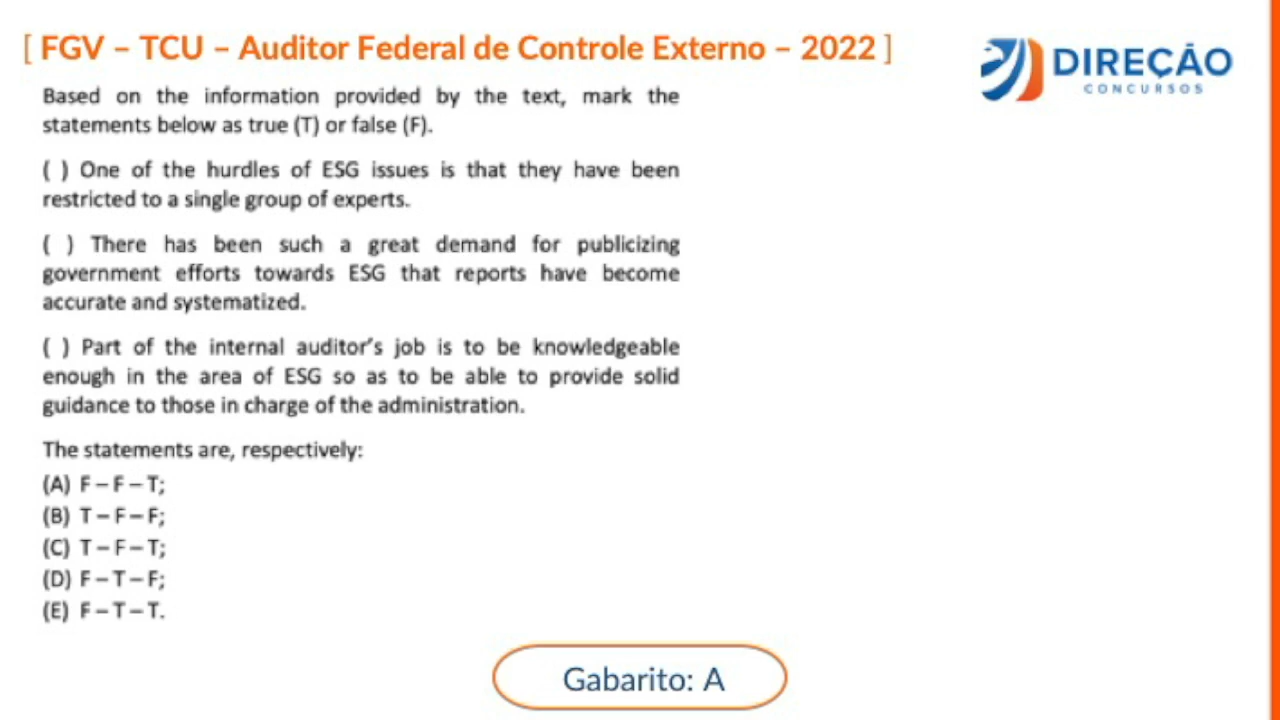 [ FGV – TCU – Auditor Federal de Controle Externo – 2022 ]
DIREÇÃO
CONCURSOS
Based on the information provided by the text, mark the
statements below as true (T) or false (F).
( ) One of the hurdles of ESG issues is that they have been
restricted to a single group of experts.
( ) There has been such a great demand for publicizing
government efforts towards ESG that reports have become
accurate and systematized.
( ) Part of the internal auditor's job is to be knowledgeable
enough in the area of ESG so as to be able to provide solid
guidance to those in charge of the administration.
The statements are, respectively:
(A) F – F – T;
(B) T – F – F;
(C) T – F – T;
(D) F – T – F;
(E) F – T – T.
Gabarito: A